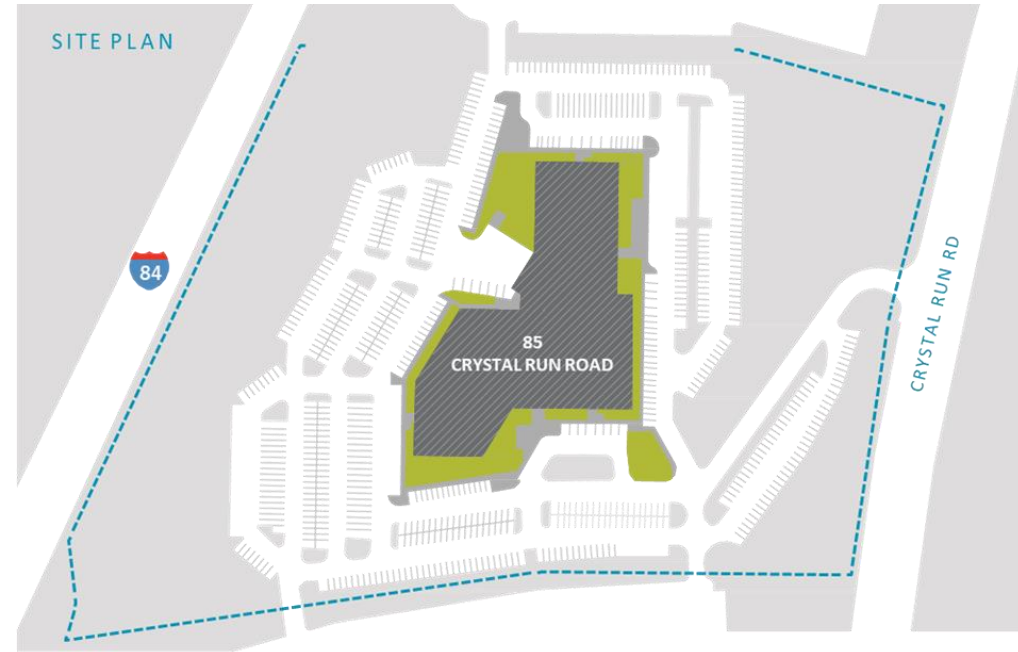 SITE PLAN
84
85
CRYSTAL RUN ROAD
CRYSTAL RUN RD